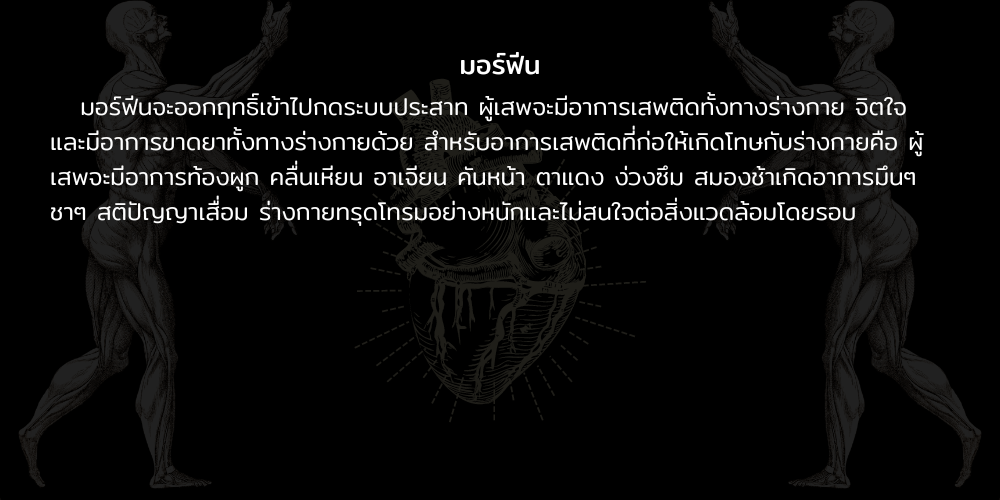 มอร์ฟีน
มอร์ฟีนจะออกฤทธิ์เข้าไปกดระบบประสาท ผู้เสพจะมีอาการเสพติดทั้งทางร่างกาย จิตใจ
และมีอาการขาดยาทั้งทางร่างกายด้วย สำหรับอาการเสพติดที่ก่อให้เกิดโทษกับร่างกายคือ ผู้
เสพจะมีอาการท้องผูก คลื่นเหียน อาเจียน คันหน้า ตาแดง ง่วงซึม สมองช้าเกิดอาการมึนๆ
ชาๆ สติปัญญาเสื่อม ร่างกายทรุดโทรมอย่างหนักและไม่สนใจต่อสิ่งแวดล้อมโดยรอบ